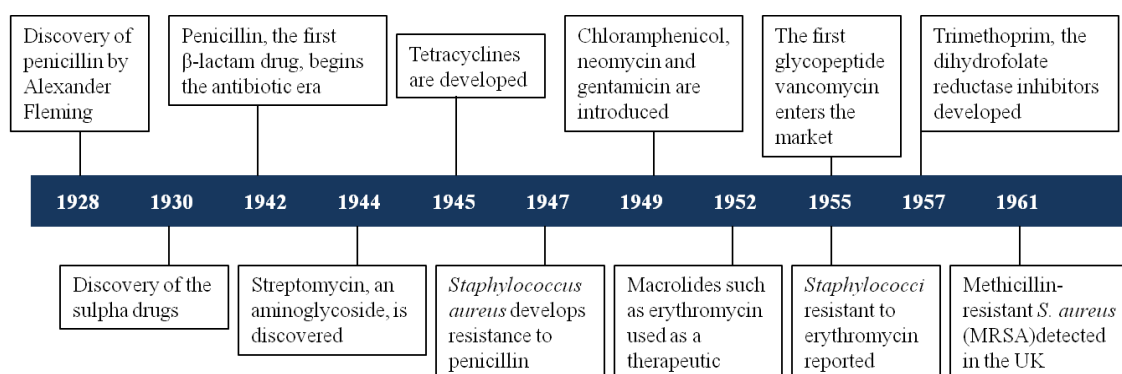 Discovery of
penicillin by
Alexander
Fleming
Penicillin, the first
β-lactam drug, begins
the antibiotic era
Tetracyclines
are developed
Chloramphenicol,
neomycin and
gentamicin are
introduced
The first
glycopeptide
vancomycin
enters the
market
Trimethoprim, the
dihydrofolate
reductase inhibitors
developed
1928 1930 1942 1944 1945 1947 1949 1952 1955 1957 1961
Discovery of the
sulpha drugs
Streptomycin, an
aminoglycoside, is
discovered
Staphylococcus
aureus develops
resistance to
penicillin
Macrolides such
as erythromycin
used as a
therapeutic
Staphylococci
resistant to
erythromycin
reported
Methicillin-
resistant S. aureus
(MRSA)detected
in the UK